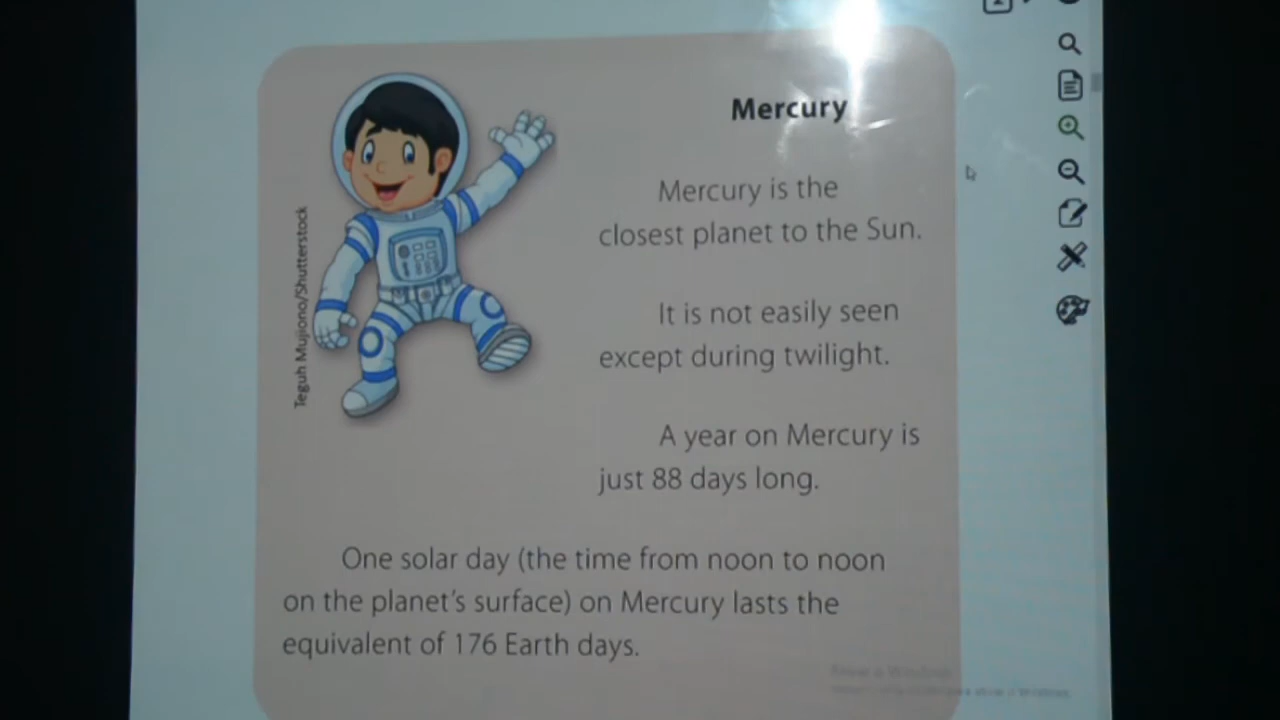 Mercury
Mercury is the
closest planet to the Sun.
It is not easily seen
except during twilight.
A year on Mercury is
just 88 days long.
One solar day (the time from noon to noon
on the planet's surface) on Mercury lasts the
equivalent of 176 Earth days.
Teguh Mujiono/Shutterstock